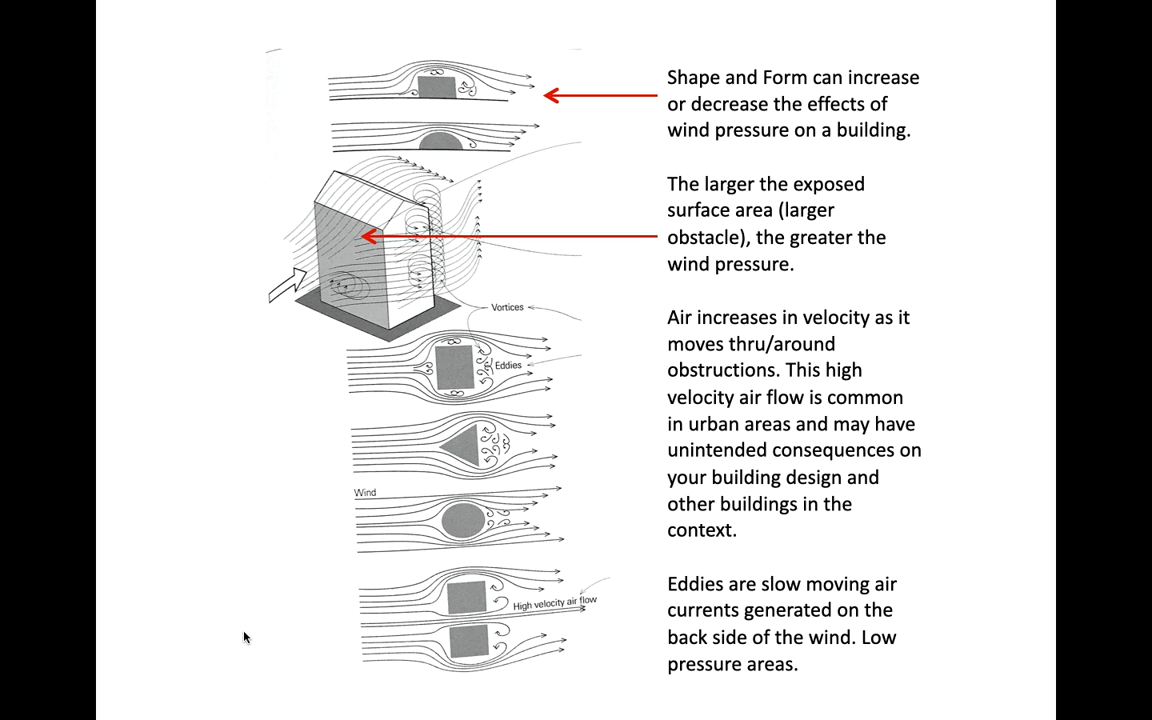 Shape and Form can increase
or decrease the effects of
wind pressure on a building.
The larger the exposed
surface area (larger
obstacle), the greater the
wind pressure.
Vortices
Air increases in velocity as it
moves thru/around
obstructions. This high
velocity air flow is common
in urban areas and may have
unintended consequences on
your building design and
other buildings in the
context.
Eddies
Wind
High velocity air flow
Eddies are slow moving air
currents generated on the
back side of the wind. Low
pressure areas.